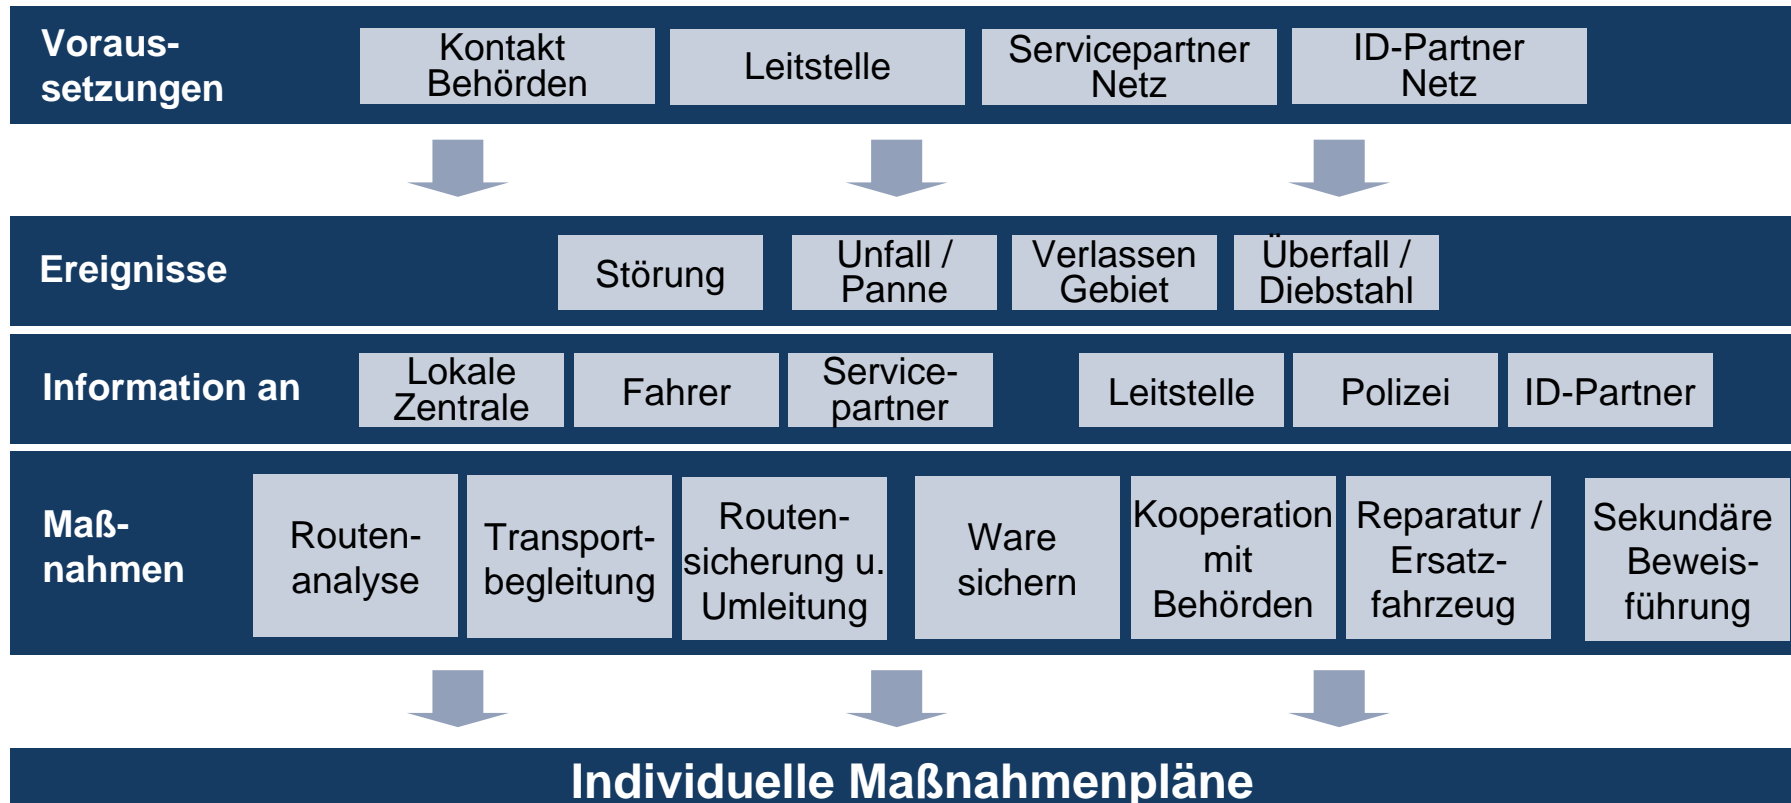 Voraus-
setzungen
Kontakt
Behörden
Leitstelle
Servicepartner
Netz
ID-Partner
Netz
Ereignisse
Störung
Unfall /
Panne
Verlassen
Gebiet
Überfall /
Diebstahl
Information an
Lokale
Zentrale
Fahrer
Service-
partner
Leitstelle
Polizei
ID-Partner
Maß-
nahmen
Routen-
analyse
Transport-
begleitung
Routen-
sicherung u.
Umleitung
Ware
sichern
Kooperation
mit
Behörden
Reparatur /
Ersatz-
fahrzeug
Sekundäre
Beweis-
führung
Individuelle Maßnahmenpläne